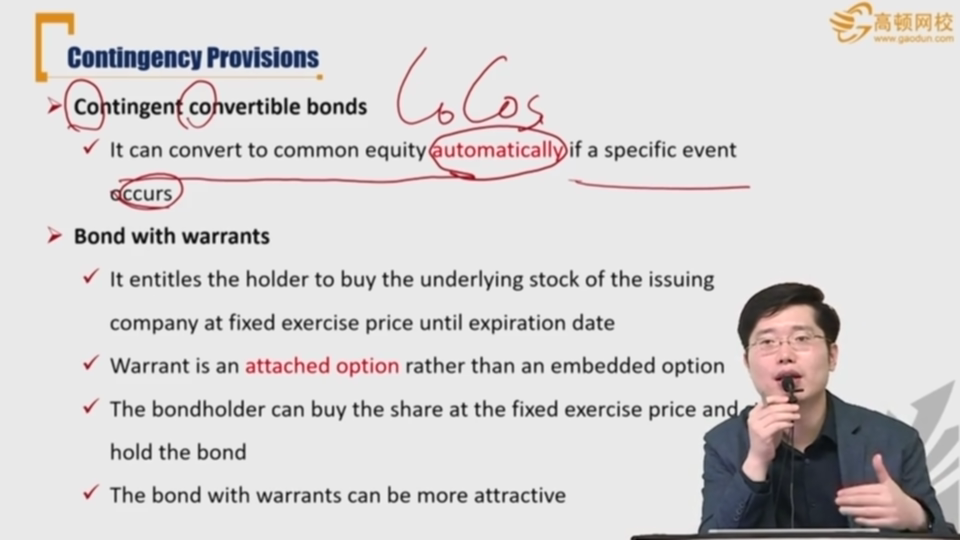 Contingency Provisions
高顿网校
www.gaodun.com
Contingent convertible bonds
CoCos
It can convert to common equity automatically if a specific event
occurs
Bond with warrants
It entitles the holder to buy the underlying stock of the issuing
company at fixed exercise price until expiration date
Warrant is an attached option rather than an embedded option
The bondholder can buy the share at the fixed exercise price and
hold the bond
The bond with warrants can be more attractive